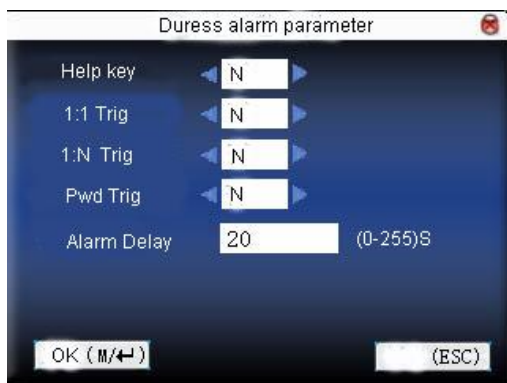 Duress alarm parameter
Help key N
1:1 Trig N
1:N Trig N
Pwd Trig N
Alarm Delay 20 (0-255)S
OK (M/↵) (ESC)